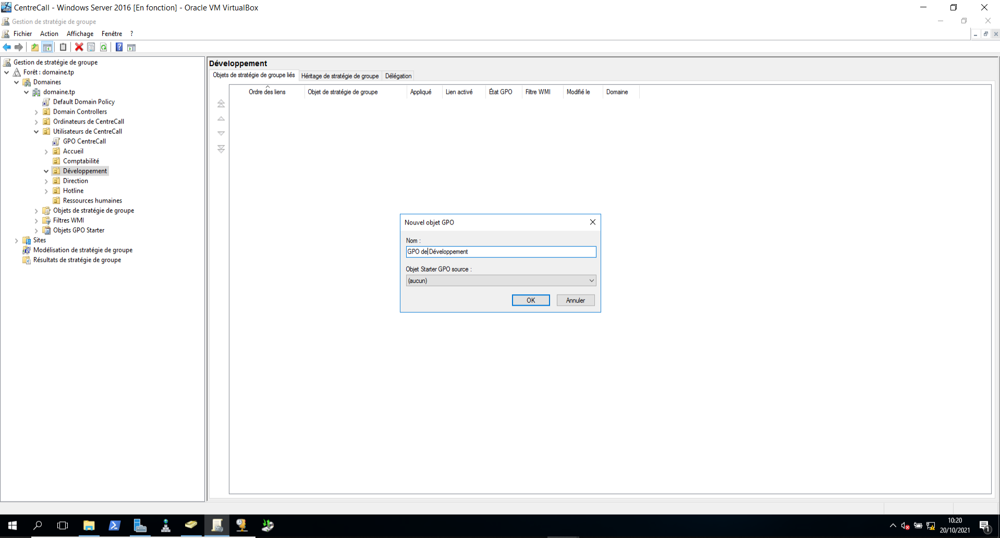 CentreCall - Windows Server 2016 [En fonction] - Oracle VM VirtualBox
Gestion de stratégie de groupe
Fichier Action Affichage Fenêtre ?
Gestion de stratégie de groupe
Forêt : domaine.tp
Domaines
domaine.tp
Default Domain Policy
Domain Controllers
Ordinateurs de CentreCall
Utilisateurs de CentreCall
GPO CentreCall
Accueil
Comptabilité
Développement
Direction
Hotline
Ressources humaines
Objets de stratégie de groupe
Filtres WMI
Objets GPO Starter
Sites
Modélisation de stratégie de groupe
Résultats de stratégie de groupe
Développement
Objets de stratégie de groupe liés Héritage de stratégie de groupe Délégation
Ordre des liens Objet de stratégie de groupe Appliqué Lien activé État GPO Filtre WMI Modifié le Domaine
Nouvel objet GPO
Nom :
GPO de Développement
Objet Starter GPO source :
(aucun)
OK Annuler
10:20
20/10/2021
1